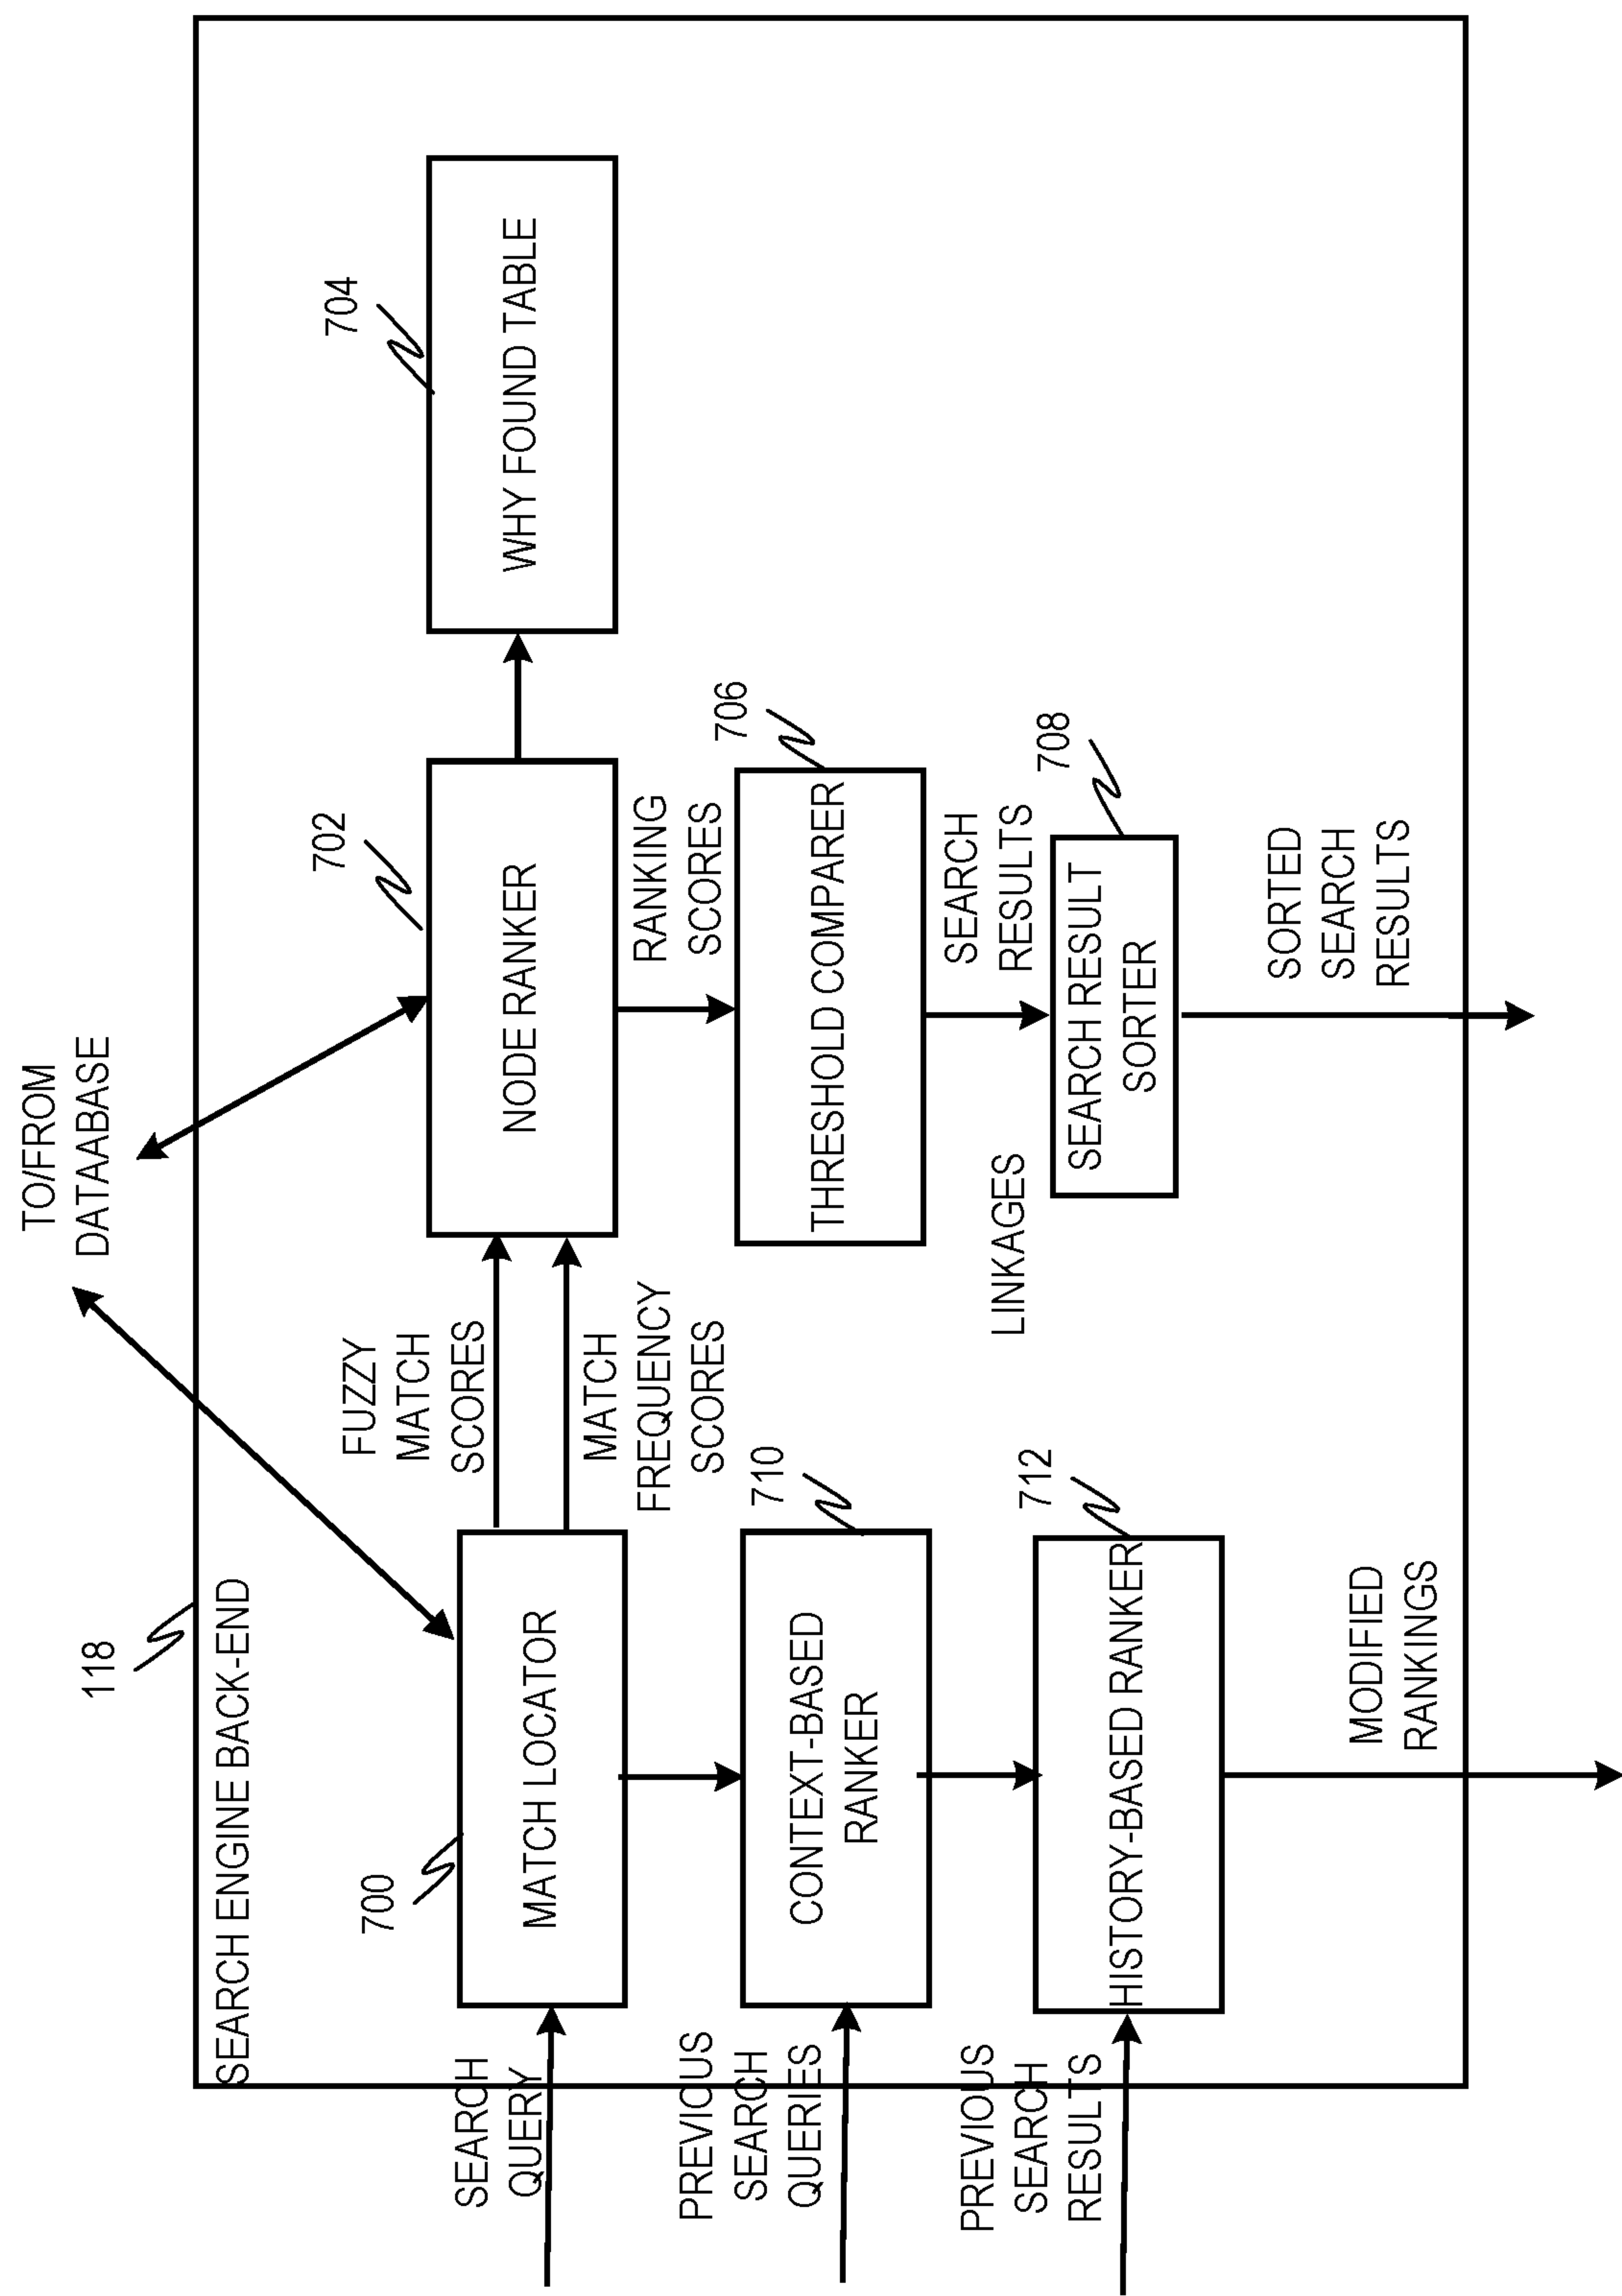 TO/FROM
DATAABASE
118
SEARCH ENGINE BACK-END
700
MATCH LOCATOR
FUZZY
MATCH
SCORES
MATCH
FREQUENCY
SCORES
702
NODE RANKER
704
WHY FOUND TABLE
SEARCH
QUERY
PREVIOUS
SEARCH
QUERIES
710
CONTEXT-BASED
RANKER
RANKING
SCORES
706
THRESHOLD COMPARER
PREVIOUS
SEARCH
RESULTS
712
HISTORY-BASED RANKER
LINKAGES
SEARCH
RESULTS
708
SEARCH RESULT
SORTER
MODIFIED
RANKINGS
SORTED
SEARCH
RESULTS